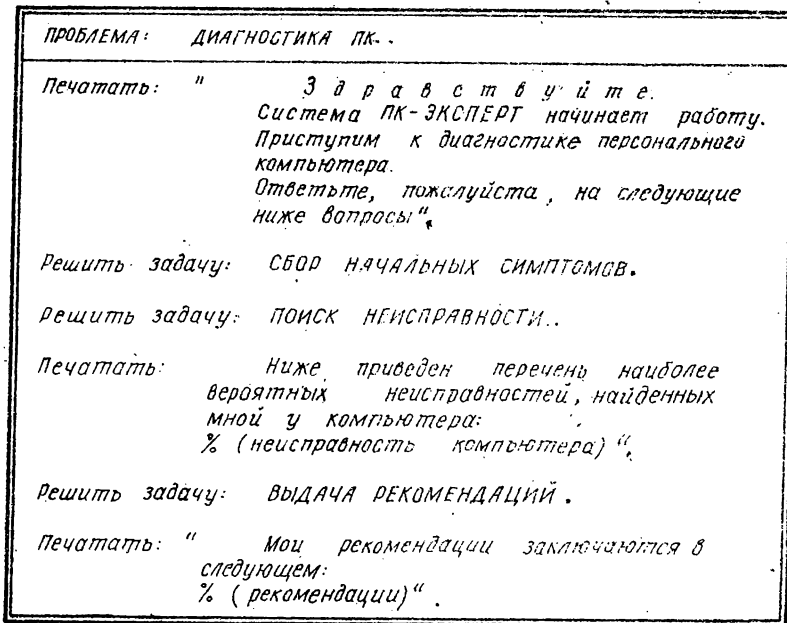 ПРОБЛЕМА: ДИАГНОСТИКА ПК..
Печатать: " З д р а в с т в у й т е.
Система ПК-ЭКСПЕРТ начинает работу.
Приступим к диагностике персонального
компьютера.
Ответьте, пожалуйста, на следующие
ниже вопросы",
Решить задачу: СБОР НАЧАЛЬНЫХ СИМПТОМОВ.
Решить задачу: ПОИСК НЕИСПРАВНОСТИ..
Печатать: Ниже приведен перечень наиболее
вероятных неисправностей, найденных
мной у компьютера:
% (неисправность компьютера)",
Решить задачу: ВЫДАЧА РЕКОМЕНДАЦИЙ.
Печатать: " Мои рекомендации заключаются в
следующем:
% (рекомендации)".